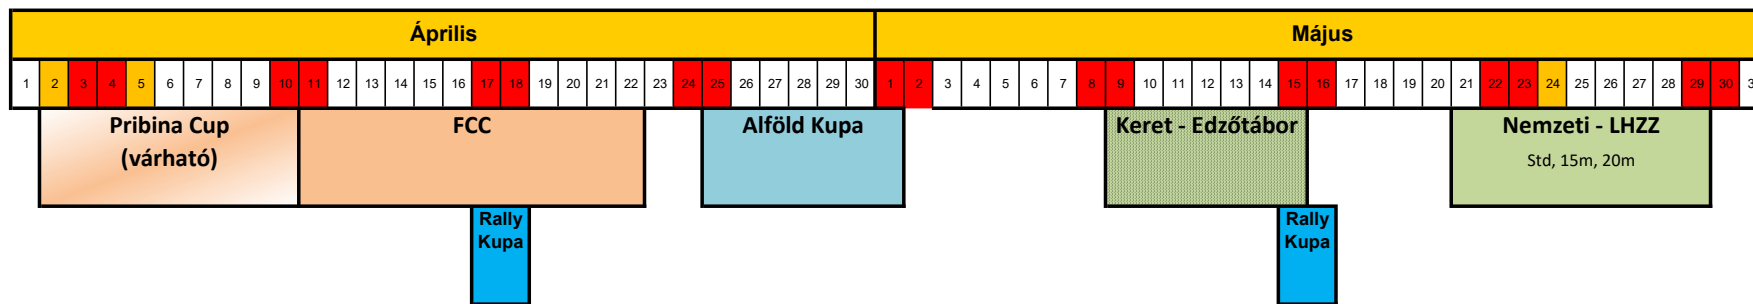 Április Május
1 2 3 4 5 6 7 8 9 10 11 12 13 14 15 16 17 18 19 20 21 22 23 24 25 26 27 28 29 30 1 2 3 4 5 6 7 8 9 10 11 12 13 14 15 16 17 18 19 20 21 22 23 24 25 26 27 28 29 30
Pribina Cup
(várható)
FCC
Alföld Kupa
Keret - Edzőtábor
Nemzeti - LHZZ
Std, 15m, 20m
Rally
Kupa
Rally
Kupa